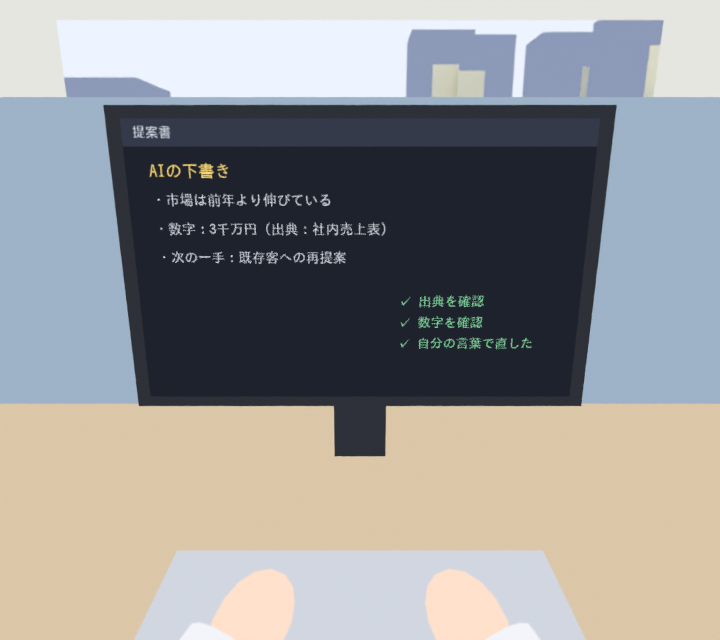 提案書
AIの下書き
・市場は前年より伸びている
・数字：3千万円（出典：社内売上表）
・次の一手：既存客への再提案
✓ 出典を確認
✓ 数字を確認
✓ 自分の言葉で直した